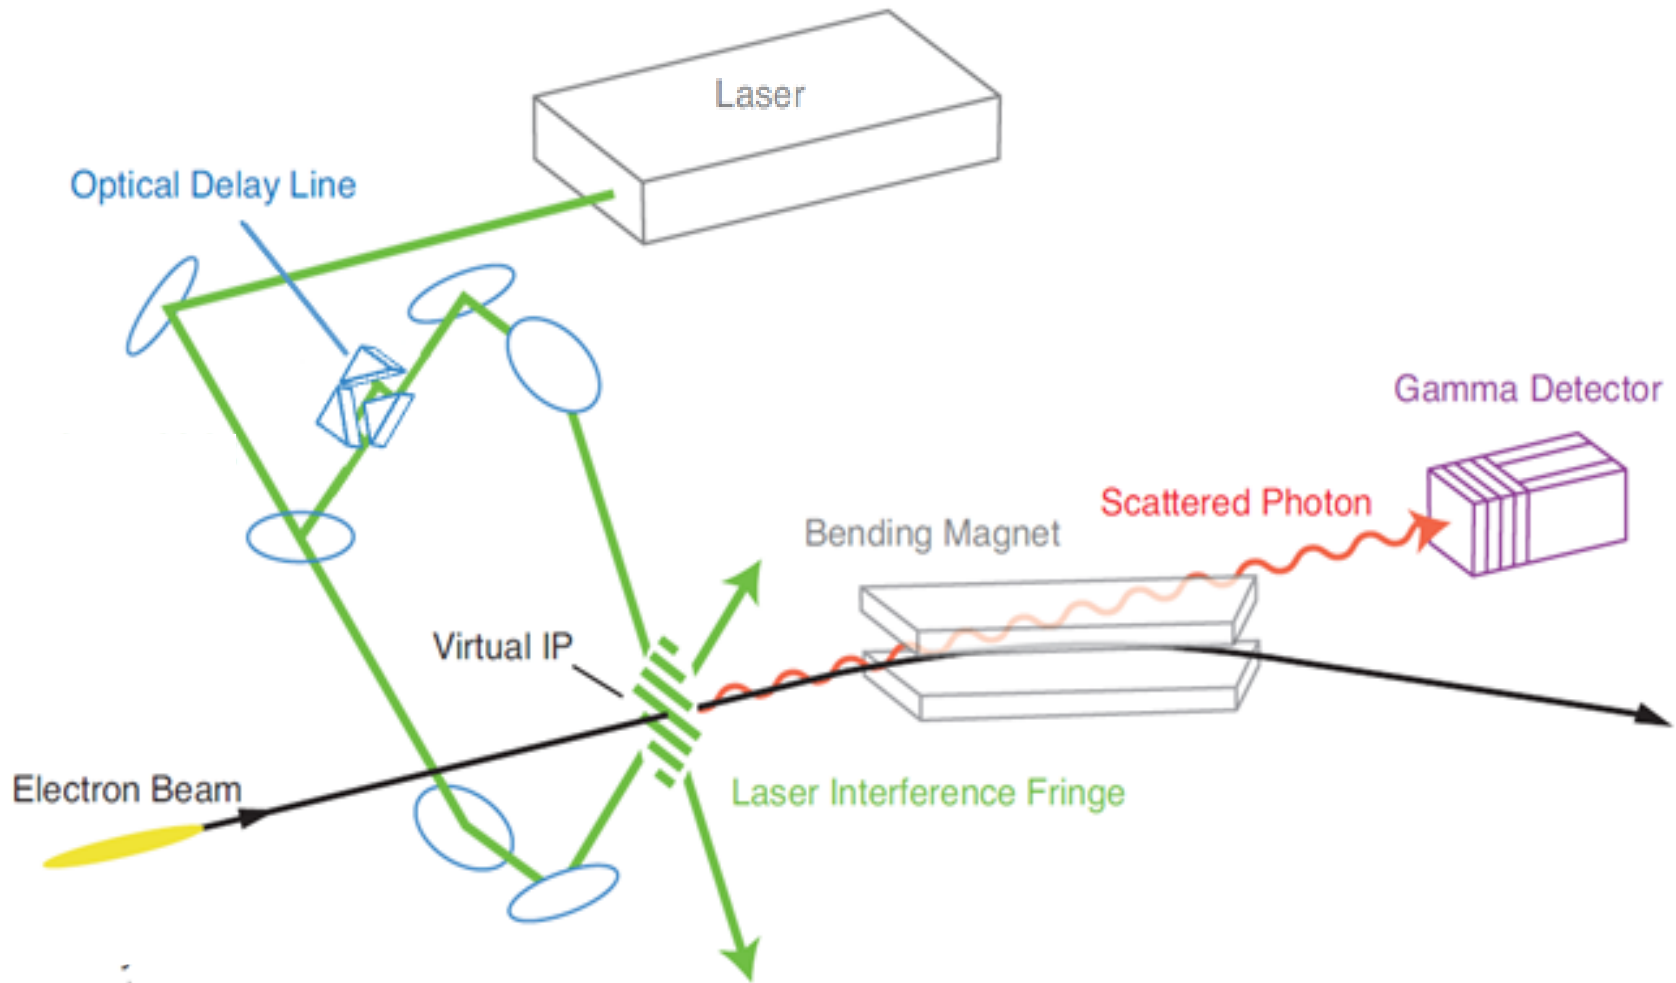 Laser
Optical Delay Line
Gamma Detector
Scattered Photon
Bending Magnet
Virtual IP
Electron Beam
Laser Interference Fringe